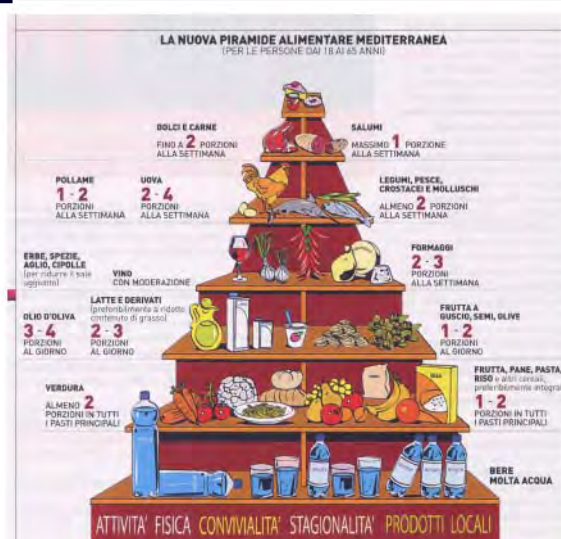 LA NUOVA PIRAMIDE ALIMENTARE MEDITERRANEA
(PER LE PERSONE DAI 18 AI 65 ANNI)
DOLCI E CARNE
FINO A 2 PORZIONI
ALLA SETTIMANA
SALUMI
MASSIMO 1 PORZIONE
ALLA SETTIMANA
POLLAME
1 - 2
PORZIONI
ALLA SETTIMANA
UOVA
2 - 4
PORZIONI
ALLA SETTIMANA
LEGUMI, PESCE,
CROSTACEI E MOLLUSCHI
ALMENO 2 PORZIONI
ALLA SETTIMANA
ERBE, SPEZIE,
AGLIO, CIPOLLE
(per ridurre il sale
aggiunto)
VINO
CON MODERAZIONE
FORMAGGI
2 - 3
PORZIONI
ALLA SETTIMANA
OLIO D'OLIVA
3 - 4
PORZIONI
AL GIORNO
LATTE E DERIVATI
(preferibilmente a ridotto
contenuto di grasso)
2 - 3
PORZIONI
AL GIORNO
FRUTTA A
GUSCIO, SEMI, OLIVE
1 - 2
PORZIONI
AL GIORNO
VERDURA
ALMENO 2
PORZIONI IN TUTTI
I PASTI PRINCIPALI
FRUTTA, PANE, PASTA,
RISO e altri cereali,
preferibilmente integrali
1 - 2
PORZIONI IN TUTTI
I PASTI PRINCIPALI
BERE
MOLTA ACQUA
ATTIVITA' FISICA CONVIVIALITA' STAGIONALITA' PRODOTTI LOCALI